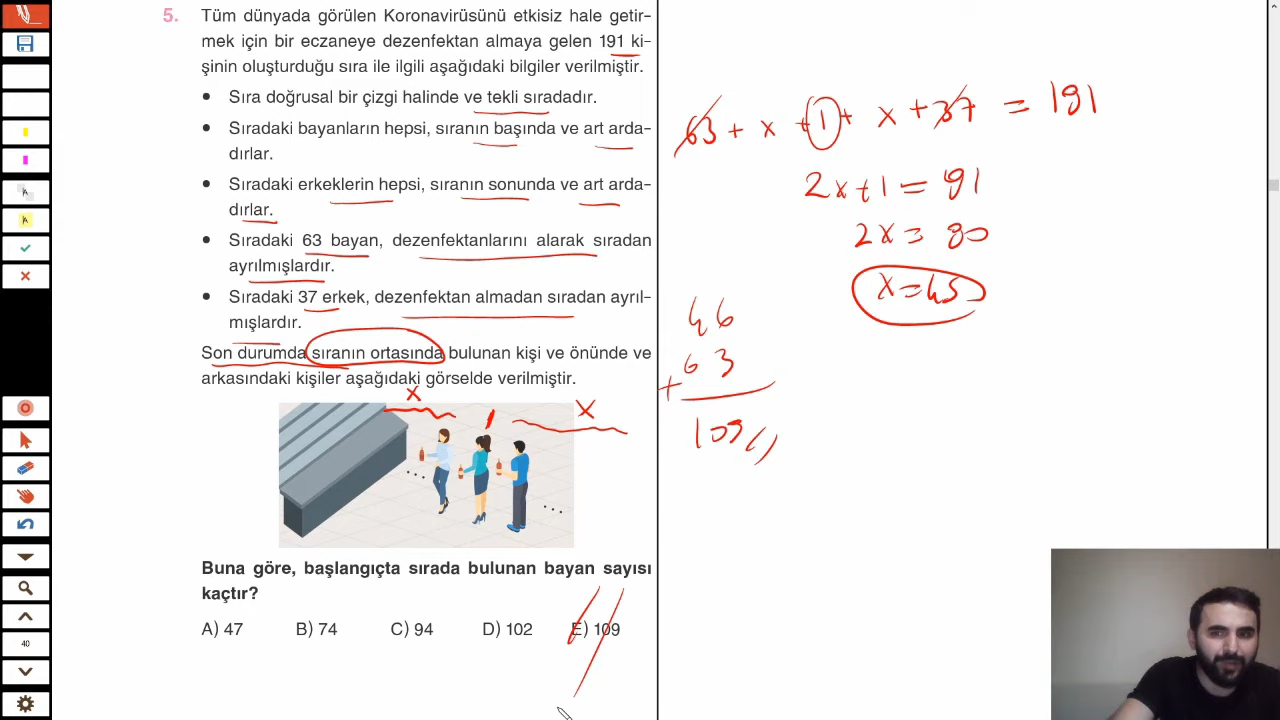 5. Tüm dünyada görülen Koronavirüsünü etkisiz hale getir-
mek için bir eczaneye dezenfektan almaya gelen 191 ki-
şinin oluşturduğu sıra ile ilgili aşağıdaki bilgiler verilmiştir.
• Sıra doğrusal bir çizgi halinde ve tekli sıradadır.
• Sıradaki bayanların hepsi, sıranın başında ve art arda-
dırlar.
• Sıradaki erkeklerin hepsi, sıranın sonunda ve art arda-
dırlar.
• Sıradaki 63 bayan, dezenfektanlarını alarak sıradan
ayrılmışlardır.
• Sıradaki 37 erkek, dezenfektan almadan sıradan ayrıl-
mışlardır.
Son durumda sıranın ortasında bulunan kişi ve önünde ve
arkasındaki kişiler aşağıdaki görselde verilmiştir.
x 1 x
Buna göre, başlangıçta sırada bulunan bayan sayısı
kaçtır?
A) 47 B) 74 C) 94 D) 102 E) 109
63 + x + 1 + x + 37 = 191
2x+1 = 91
2x = 90
x = 45
46
63
+
109
40